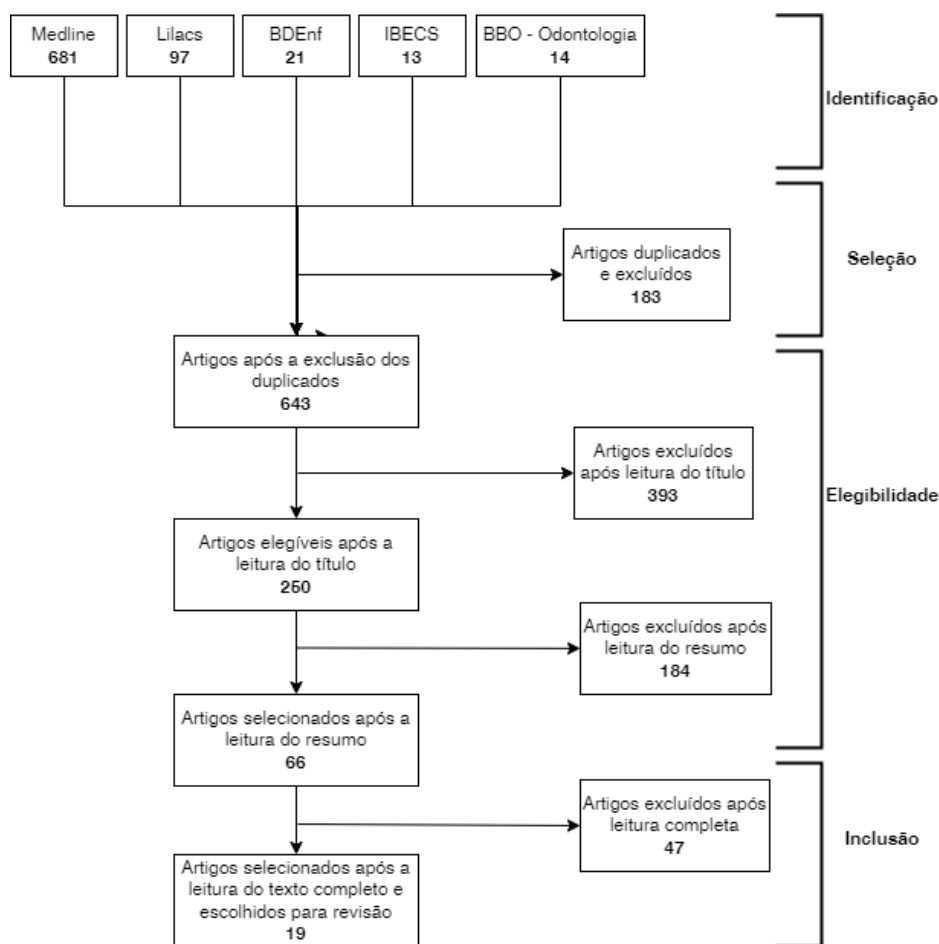 Medline
681
Lilacs
97
BDEnf
21
IBECS
13
BBO - Odontologia
14
Identificação
Artigos duplicados
e excluídos
183
Seleção
Artigos após a exclusão dos
duplicados
643
Artigos excluídos
após leitura do título
393
Elegibilidade
Artigos elegíveis após a
leitura do título
250
Artigos excluídos após
leitura do resumo
184
Artigos selecionados após a
leitura do resumo
66
Artigos excluídos após
leitura completa
47
Inclusão
Artigos selecionados após a
leitura do texto completo e
escolhidos para revisão
19